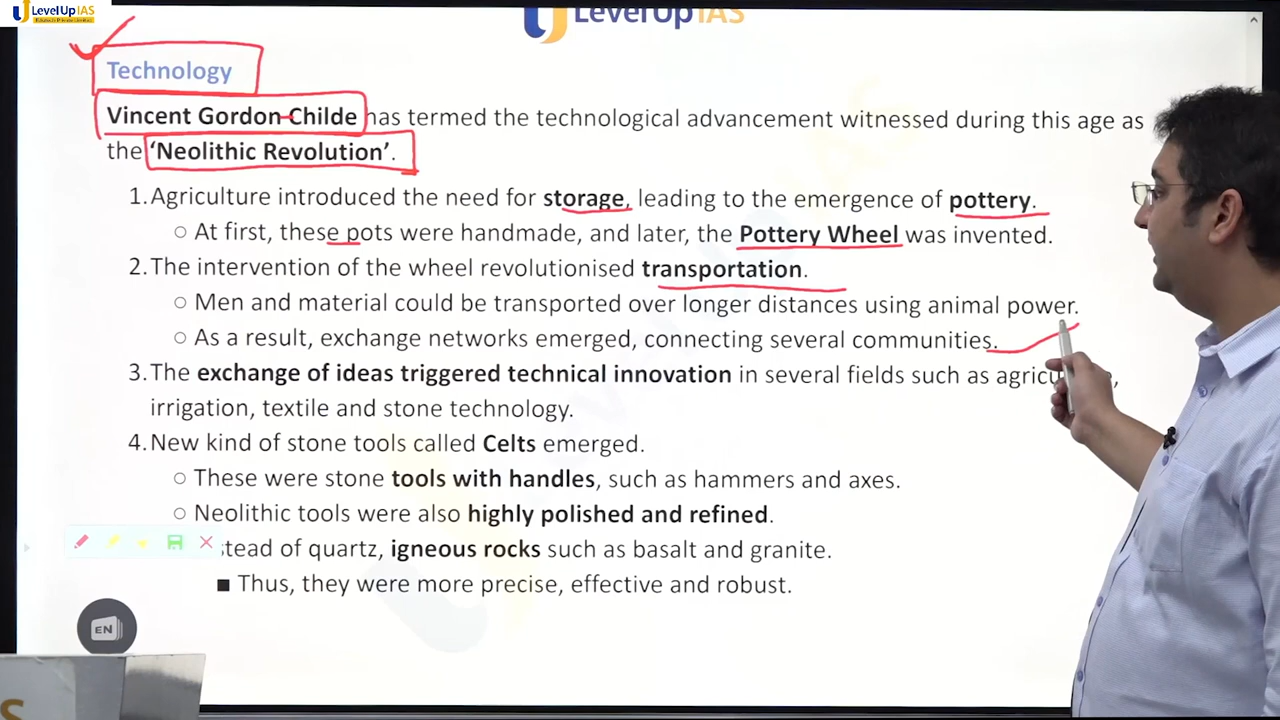 LevelUp IAS
LevelUp IAS
Technology
Vincent Gordon Childe has termed the technological advancement witnessed during this age as
the ‘Neolithic Revolution’.
1. Agriculture introduced the need for storage, leading to the emergence of pottery.
○ At first, these pots were handmade, and later, the Pottery Wheel was invented.
2. The intervention of the wheel revolutionised transportation.
○ Men and material could be transported over longer distances using animal power.
○ As a result, exchange networks emerged, connecting several communities.
3. The exchange of ideas triggered technical innovation in several fields such as
irrigation, textile and stone technology.
4. New kind of stone tools called Celts emerged.
○ These were stone tools with handles, such as hammers and axes.
○ Neolithic tools were also highly polished and refined.
of quartz, igneous rocks such as basalt and granite.
■ Thus, they were more precise, effective and robust.
EN